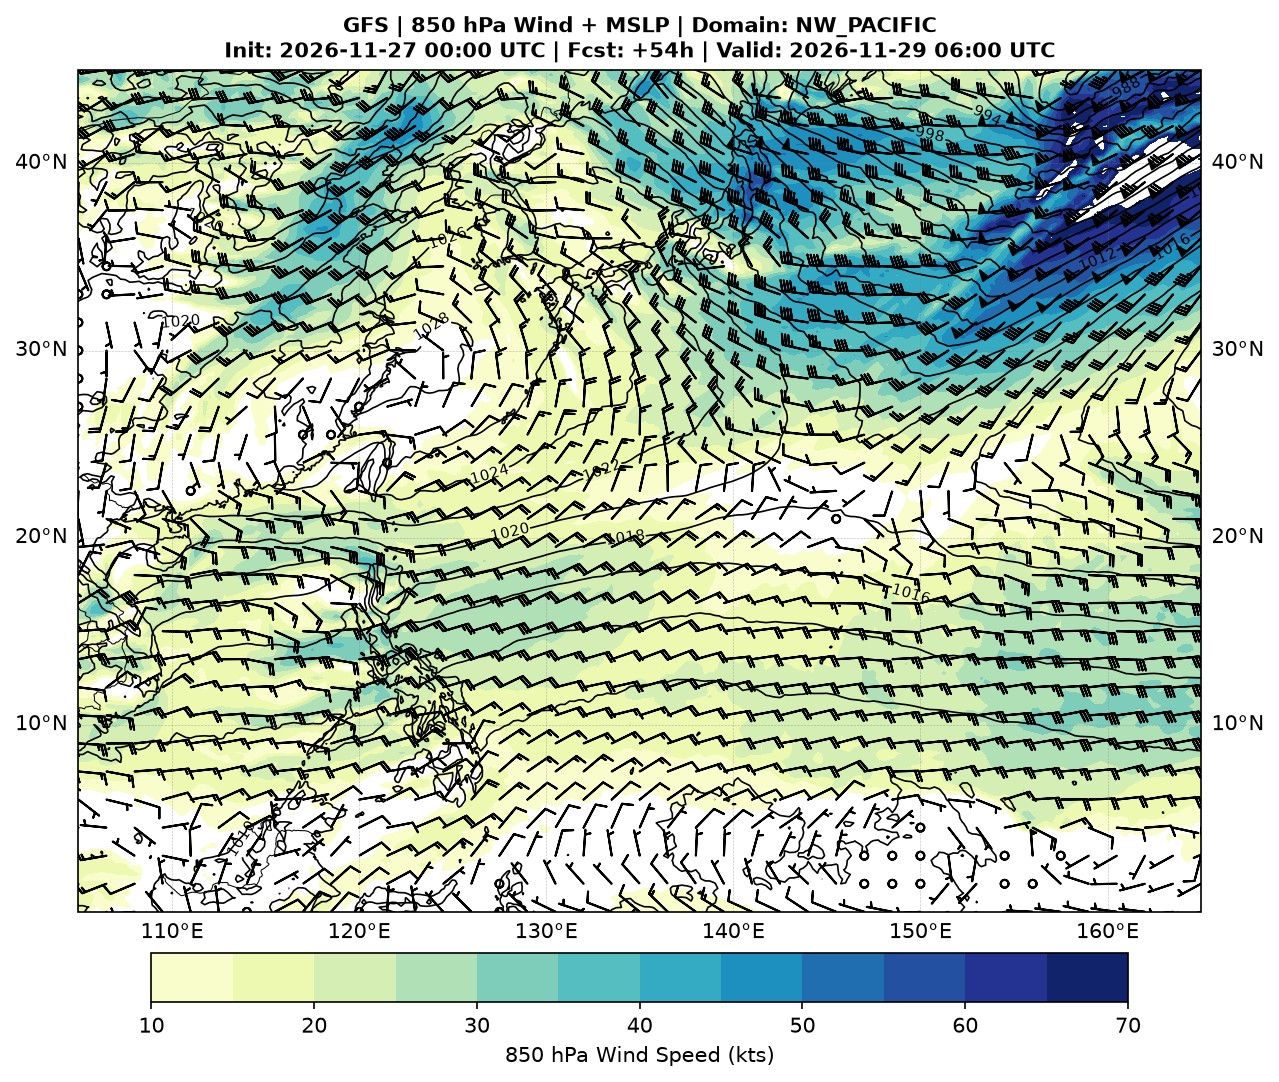 GFS | 850 hPa Wind + MSLP | Domain: NW_PACIFIC
Init: 2026-11-27 00:00 UTC | Fcst: +54h | Valid: 2026-11-29 06:00 UTC
988
994
998
40°N
40°N
1026
1016
1012
1020
1028
30°N
30°N
1024
1022
1020
1018
20°N
20°N
1016
10°N
10°N
110°E
120°E
130°E
140°E
150°E
160°E
10
20
30
40
50
60
70
850 hPa Wind Speed (kts)